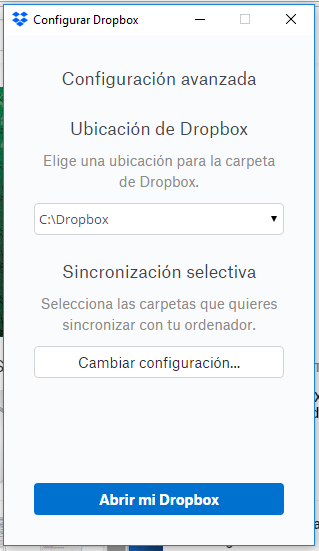 Configurar Dropbox
Configuración avanzada
Ubicación de Dropbox
Elige una ubicación para la carpeta
de Dropbox.
C:\Dropbox
Sincronización selectiva
Selecciona las carpetas que quieres
sincronizar con tu ordenador.
Cambiar configuración...
Abrir mi Dropbox